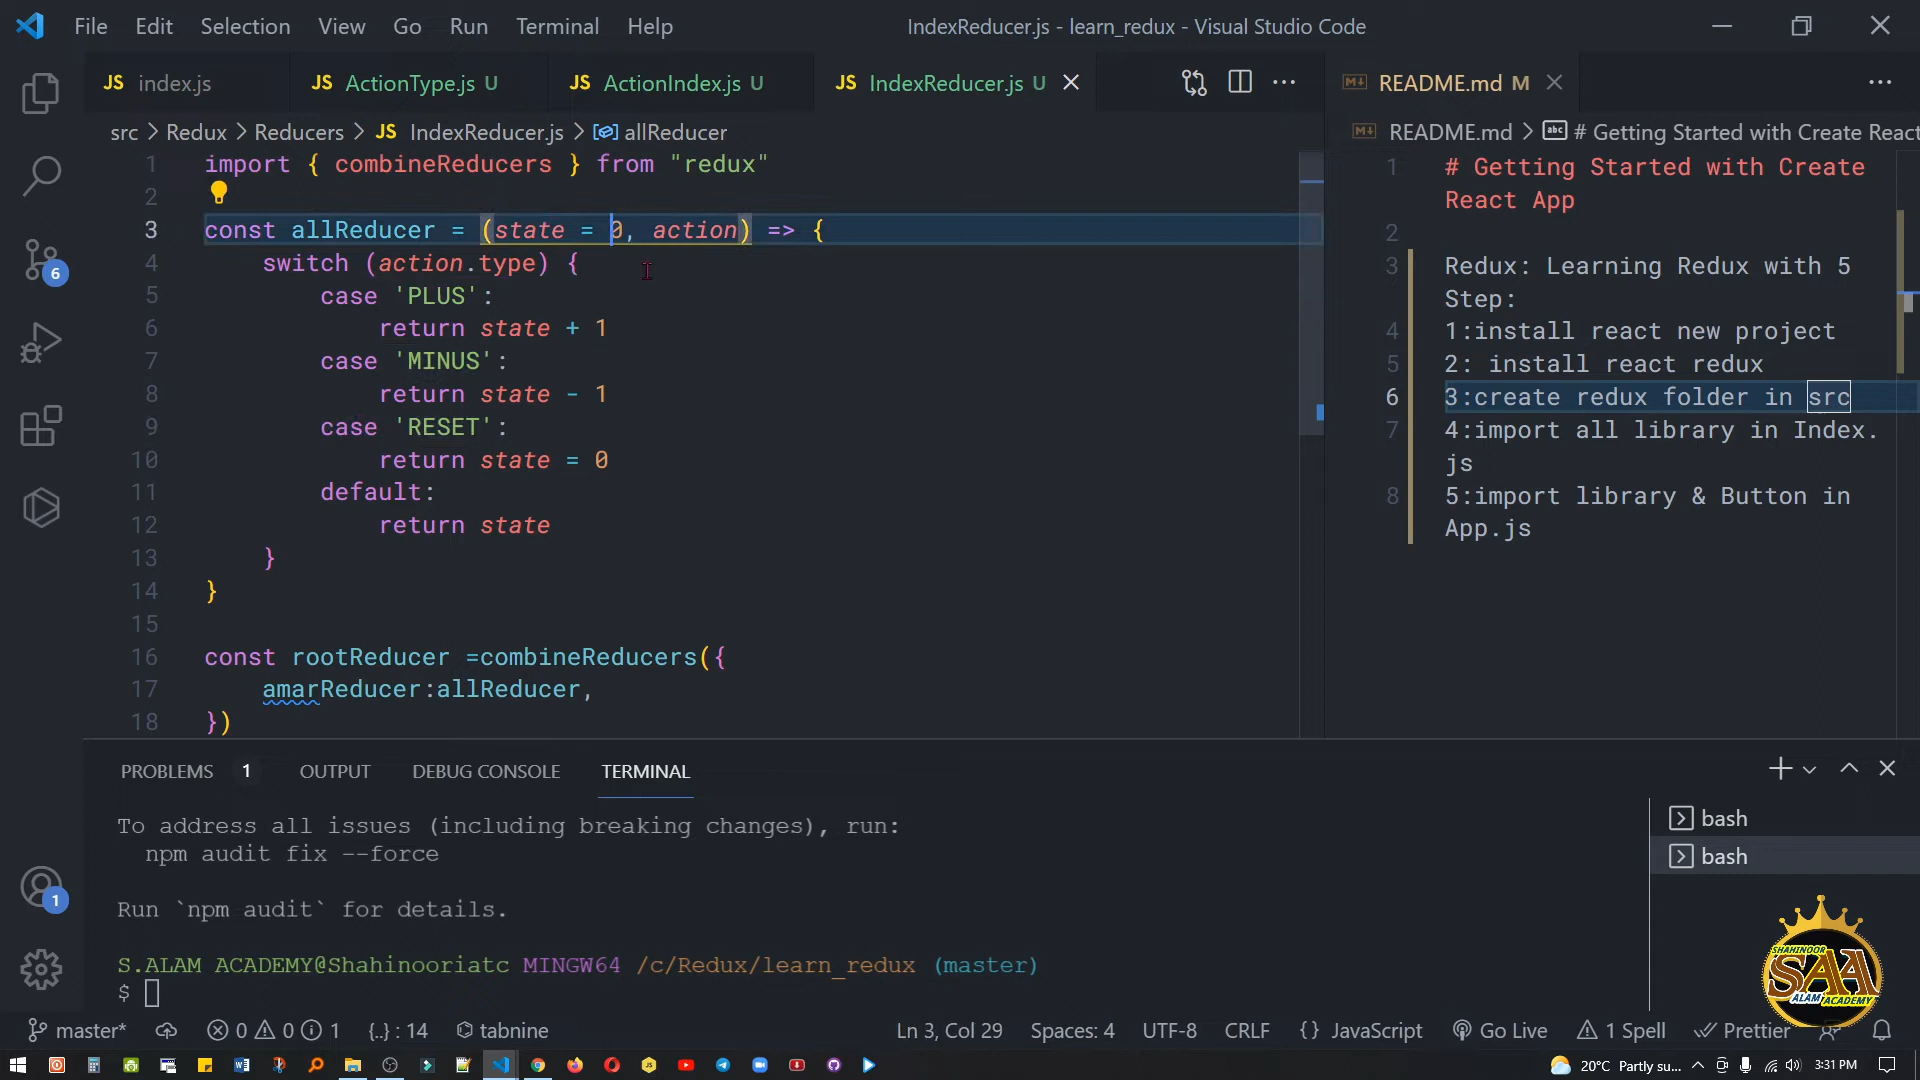 File Edit Selection View Go Run Terminal Help IndexReducer.js - learn_redux - Visual Studio Code
JS index.js JS ActionType.js U JS ActionIndex.js U JS IndexReducer.js U
README.md M
src > Redux > Reducers > JS IndexReducer.js > allReducer
README.md > abc # Getting Started with Create React
1 import { combineReducers } from "redux"
2
3 const allReducer = (state = 0, action) => {
4 switch (action.type) {
5 case 'PLUS':
6 return state + 1
7 case 'MINUS':
8 return state - 1
9 case 'RESET':
10 return state = 0
11 default:
12 return state
13 }
14 }
15
16 const rootReducer =combineReducers({
17 amarReducer:allReducer,
18 })
1 # Getting Started with Create
React App
2
3 Redux: Learning Redux with 5
Step:
4 1:install react new project
5 2: install react redux
6 3:create redux folder in src
7 4:import all library in Index.
js
8 5:import library & Button in
App.js
6
1
PROBLEMS 1 OUTPUT DEBUG CONSOLE TERMINAL
To address all issues (including breaking changes), run:
npm audit fix --force
Run `npm audit` for details.
S.ALAM ACADEMY@Shahinooriatc MINGW64 /c/Redux/learn_redux (master)
$
bash
bash
SHAHINOOR
SAA
ALAM ACADEMY
master* 0 0 1 {..} : 14 tabnine Ln 3, Col 29 Spaces: 4 UTF-8 CRLF {} JavaScript Go Live 1 Spell Prettier
20°C Partly su... 3:31 PM